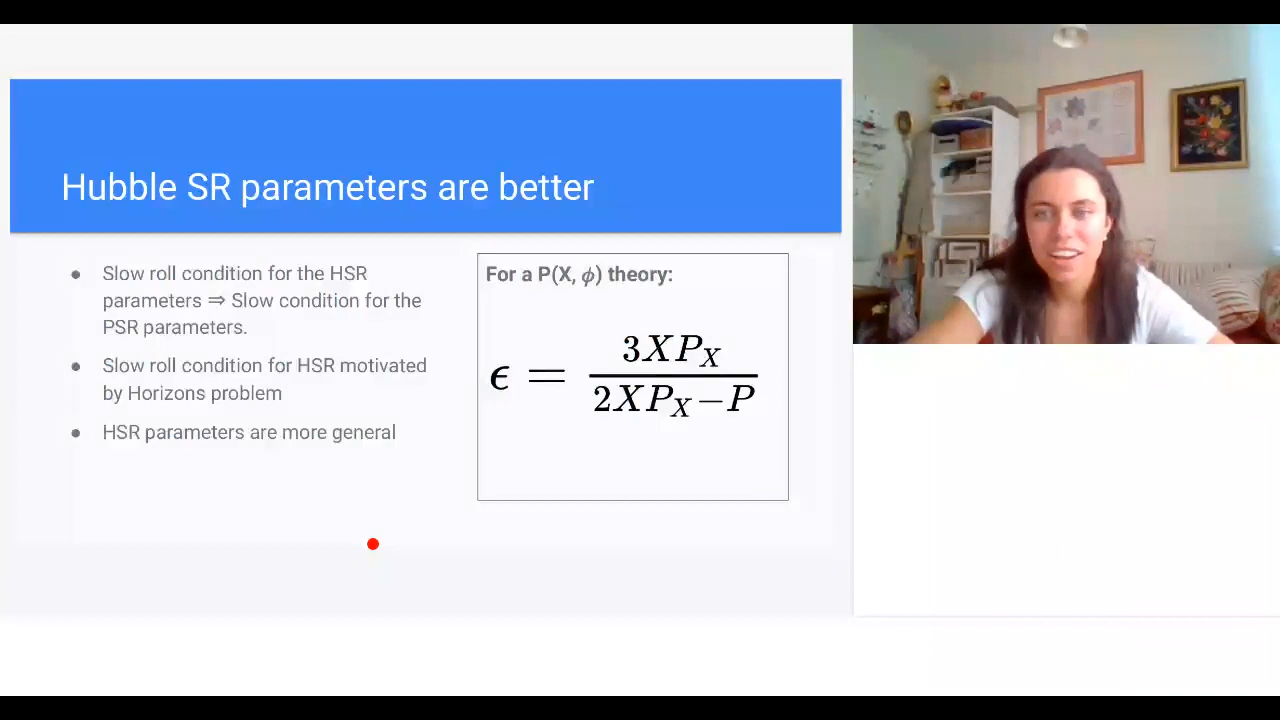 Hubble SR parameters are better
● Slow roll condition for the HSR
parameters ⇒ Slow condition for the
PSR parameters.
● Slow roll condition for HSR motivated
by Horizons problem
● HSR parameters are more general
For a P(X, ϕ) theory:
ϵ = \frac{3XP_X}{2XP_X − P}